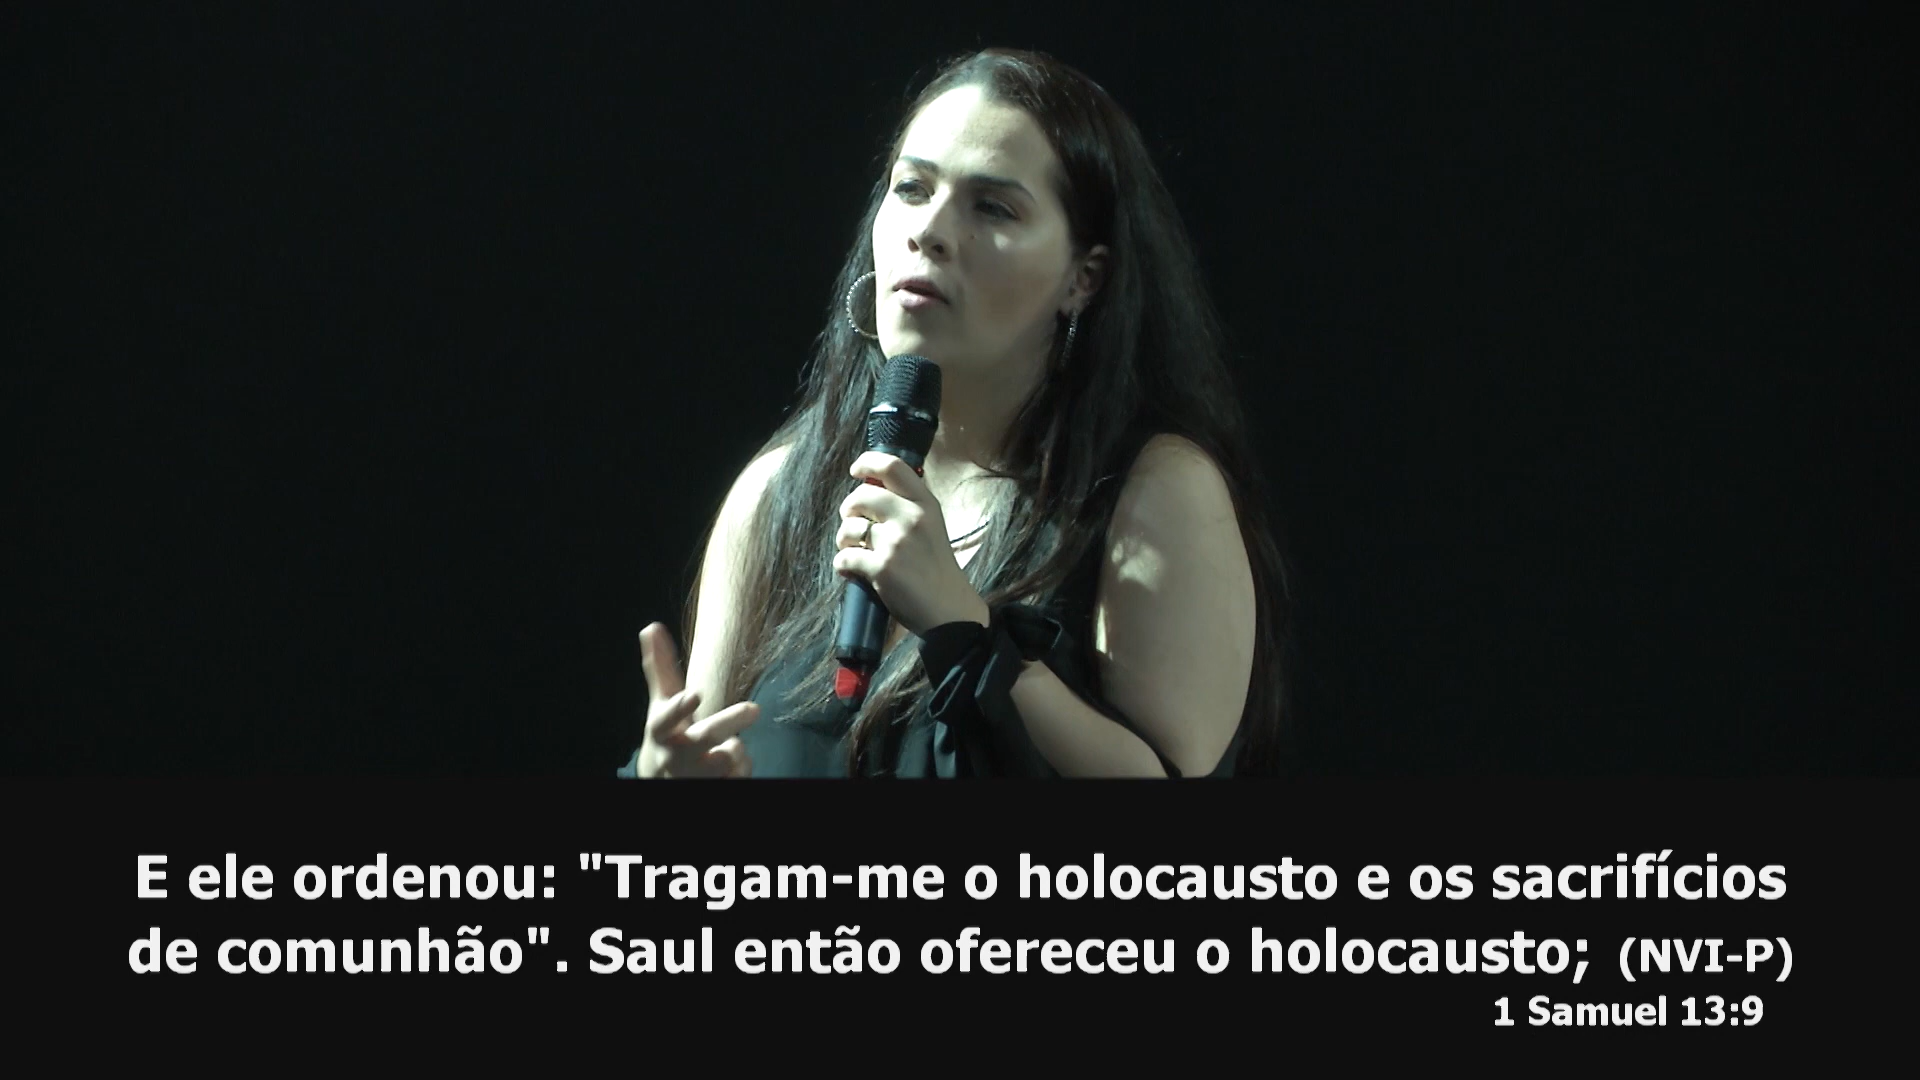 E ele ordenou: "Tragam-me o holocausto e os sacrifícios
de comunhão". Saul então ofereceu o holocausto; (NVI-P)
1 Samuel 13:9